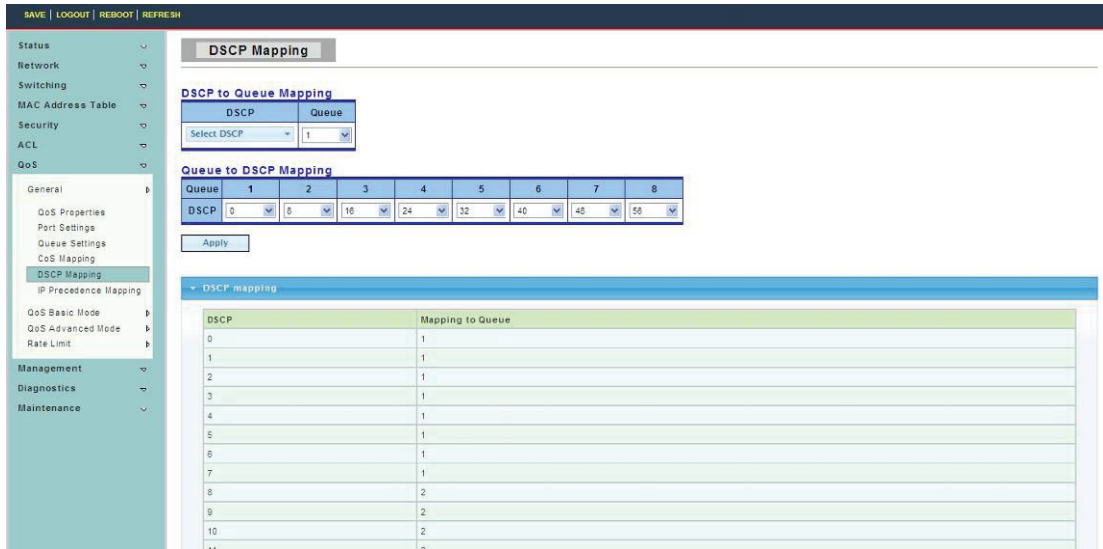 SAVE | LOGOUT | REBOOT | REFRESH
Status
Network
Switching
MAC Address Table
Security
ACL
QoS
General
QoS Properties
Port Settings
Queue Settings
CoS Mapping
DSCP Mapping
IP Precedence Mapping
QoS Basic Mode
QoS Advanced Mode
Rate Limit
Management
Diagnostics
Maintenance
DSCP Mapping
DSCP to Queue Mapping
DSCP Queue
Select DSCP 1
Queue to DSCP Mapping
Queue 1 2 3 4 5 6 7 8
DSCP 0 8 16 24 32 40 48 56
Apply
DSCP mapping
DSCP Mapping to Queue
0 1
1 1
2 1
3 1
4 1
5 1
6 1
7 1
8 2
9 2
10 2